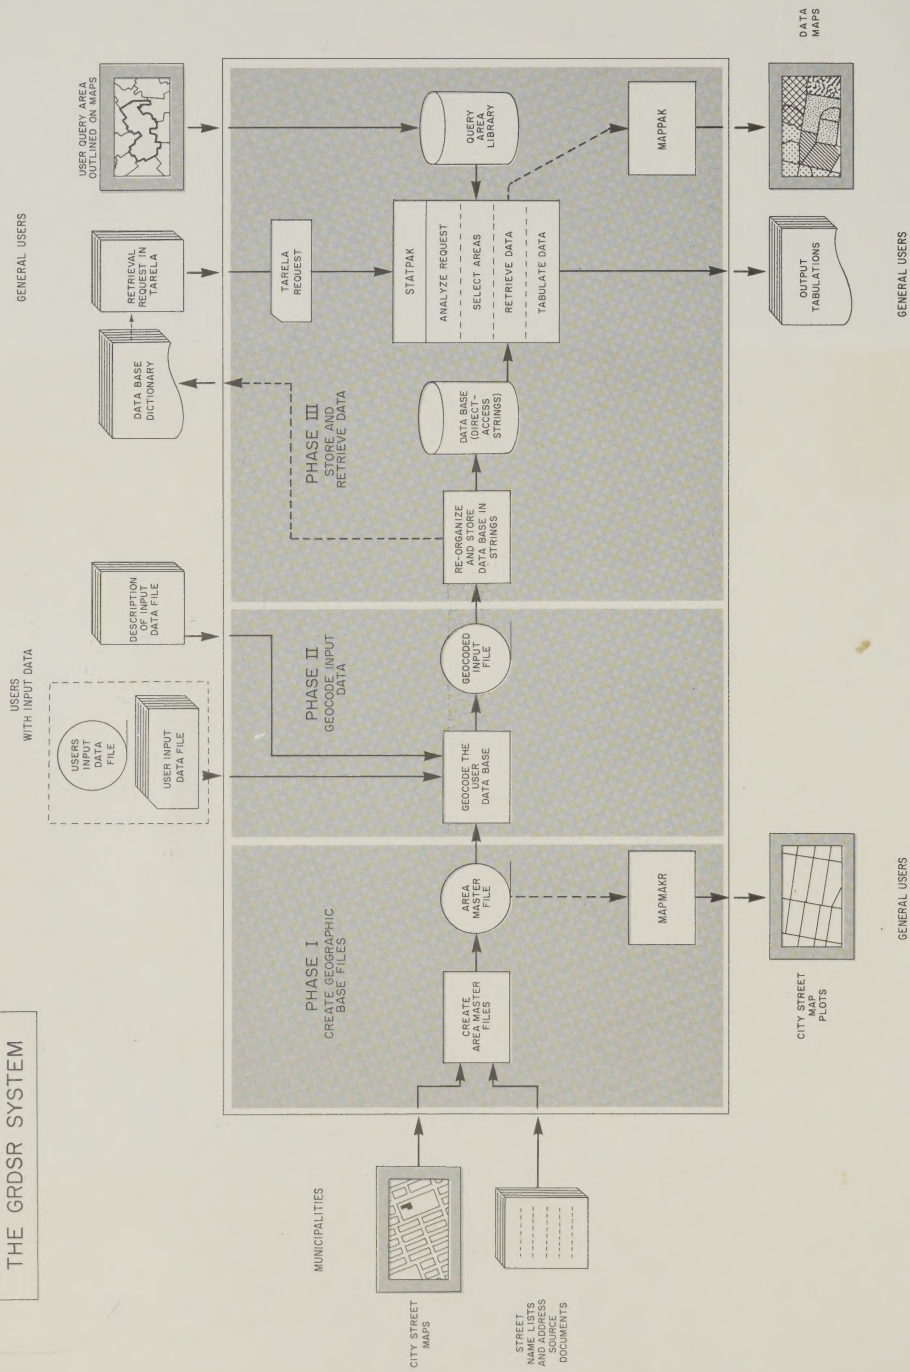 THE GRDSR SYSTEM
MUNICIPALITIES
CITY STREET
MAPS
STREET
NAME LISTS
AND ADDRESS
SOURCE
DOCUMENTS
PHASE I
CREATE GEOGRAPHIC
BASE FILES
CREATE
AREA MASTER
FILES
AREA
MASTER
FILE
MAPMAKR
CITY STREET
MAP
PLOTS
GENERAL USERS
USERS
WITH INPUT DATA
USERS
INPUT
DATA
FILE
USER INPUT
DATA FILE
DESCRIPTION
OF INPUT
DATA FILE
PHASE II
GEOCODE INPUT
DATA
GEOCODE THE
USER
DATA BASE
GEOCODED
INPUT
FILE
GENERAL USERS
DATA BASE
DICTIONARY
RETRIEVAL
REQUEST IN
TARELA
USER QUERY AREA
OUTLINED ON MAPS
PHASE III
STORE AND
RETRIEVE DATA
RE-ORGANIZE
AND STORE
DATA BASE IN
STRINGS
DATA BASE
(DIRECT-
ACCESS
STRINGS)
TARELA
REQUEST
STATPAK
ANALYZE REQUEST
SELECT AREAS
RETRIEVE DATA
TABULATE DATA
QUERY
AREA
LIBRARY
MAPPAK
OUTPUT
TABULATIONS
DATA
MAPS
GENERAL USERS